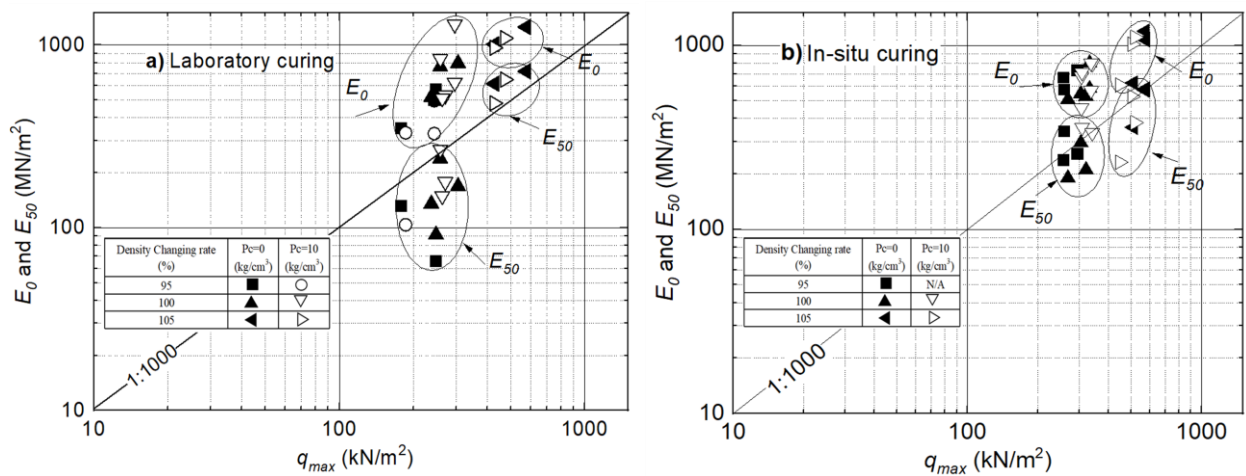 a) Laboratory curing
E0
E0
E50
E50
1000
100
10
E0 and E50 (MN/m2)
Density Changing rate (%) Pc=0 (kg/cm3) Pc=10 (kg/cm3)
95
100
105
1:1000
10 100 1000
qmax (kN/m2)
b) In-situ curing
E0
E0
E50
E50
1000
100
10
E0 and E50 (MN/m2)
Density Changing rate (%) Pc=0 (kg/cm3) Pc=10 (kg/cm3)
95 N/A
100
105
1:1000
10 100 1000
qmax (kN/m2)